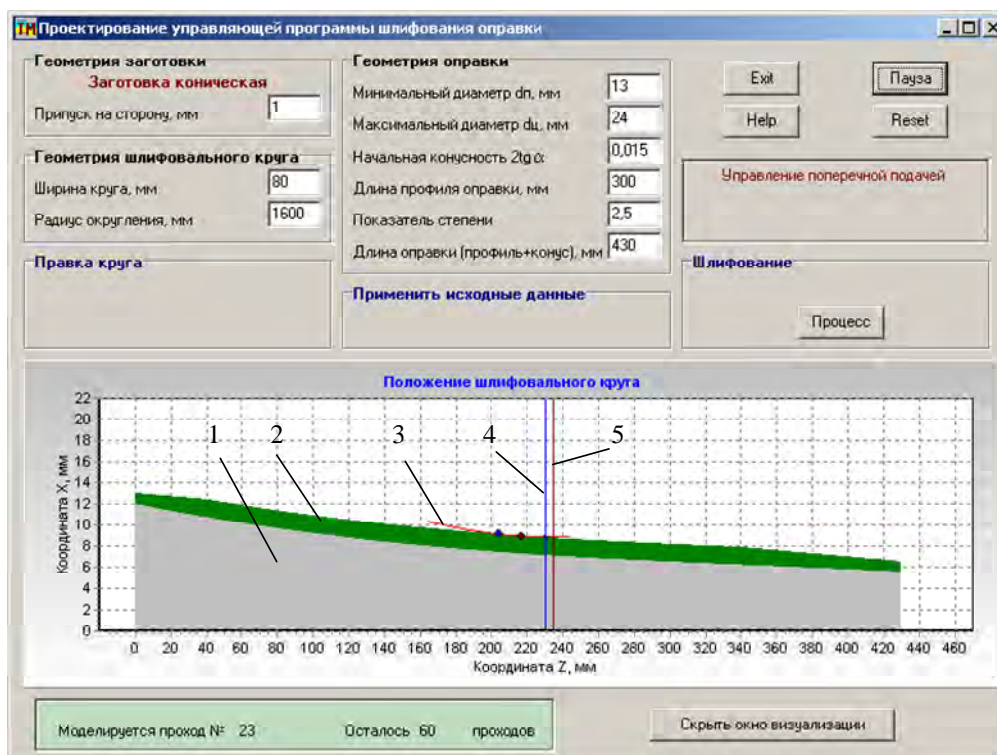 Проектирование управляющей программы шлифования оправки
Геометрия заготовки
Заготовка коническая
Припуск на сторону, мм 1
Геометрия шлифовального круга
Ширина круга, мм 80
Радиус округления, мм 1600
Правка круга
Геометрия оправки
Минимальный диаметр dп, мм 13
Максимальный диаметр dц, мм 24
Начальная конусность 2tg α 0,015
Длина профиля оправки, мм 300
Показатель степени 2,5
Длина оправки (профиль+конус), мм 430
Применить исходные данные
Exit Пауза
Help Reset
Управление поперечной подачей
Шлифование
Процесс
Положение шлифовального круга
22
20
18
16
14
12
10
8
6
4
2
0
Координата X, мм
1 2 3 4 5
0 20 40 60 80 100 120 140 160 180 200 220 240 260 280 300 320 340 360 380 400 420 440 460
Координата Z, мм
Моделируется проход № 23 Осталось 60 проходов
Скрыть окно визуализации